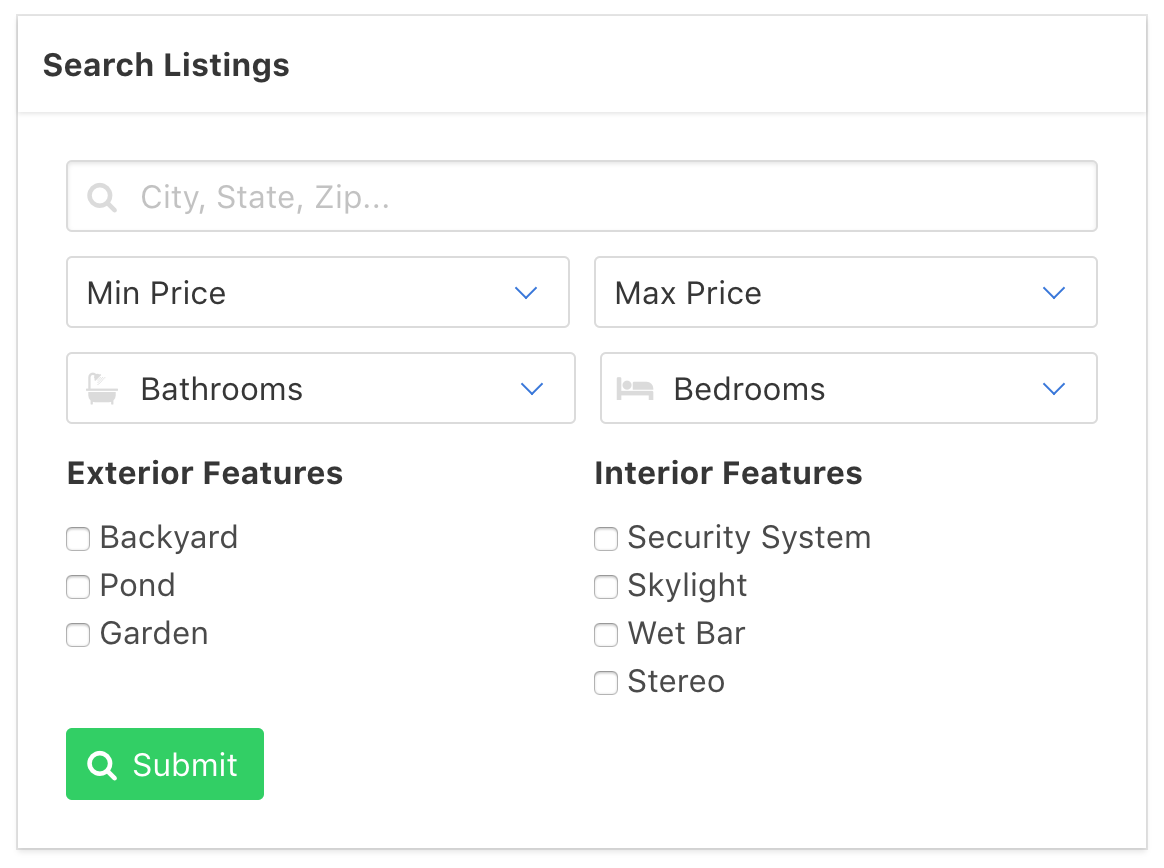 Search Listings
City, State, Zip...
Min Price
Max Price
Bathrooms
Bedrooms
Exterior Features
Backyard
Pond
Garden
Interior Features
Security System
Skylight
Wet Bar
Stereo
Submit